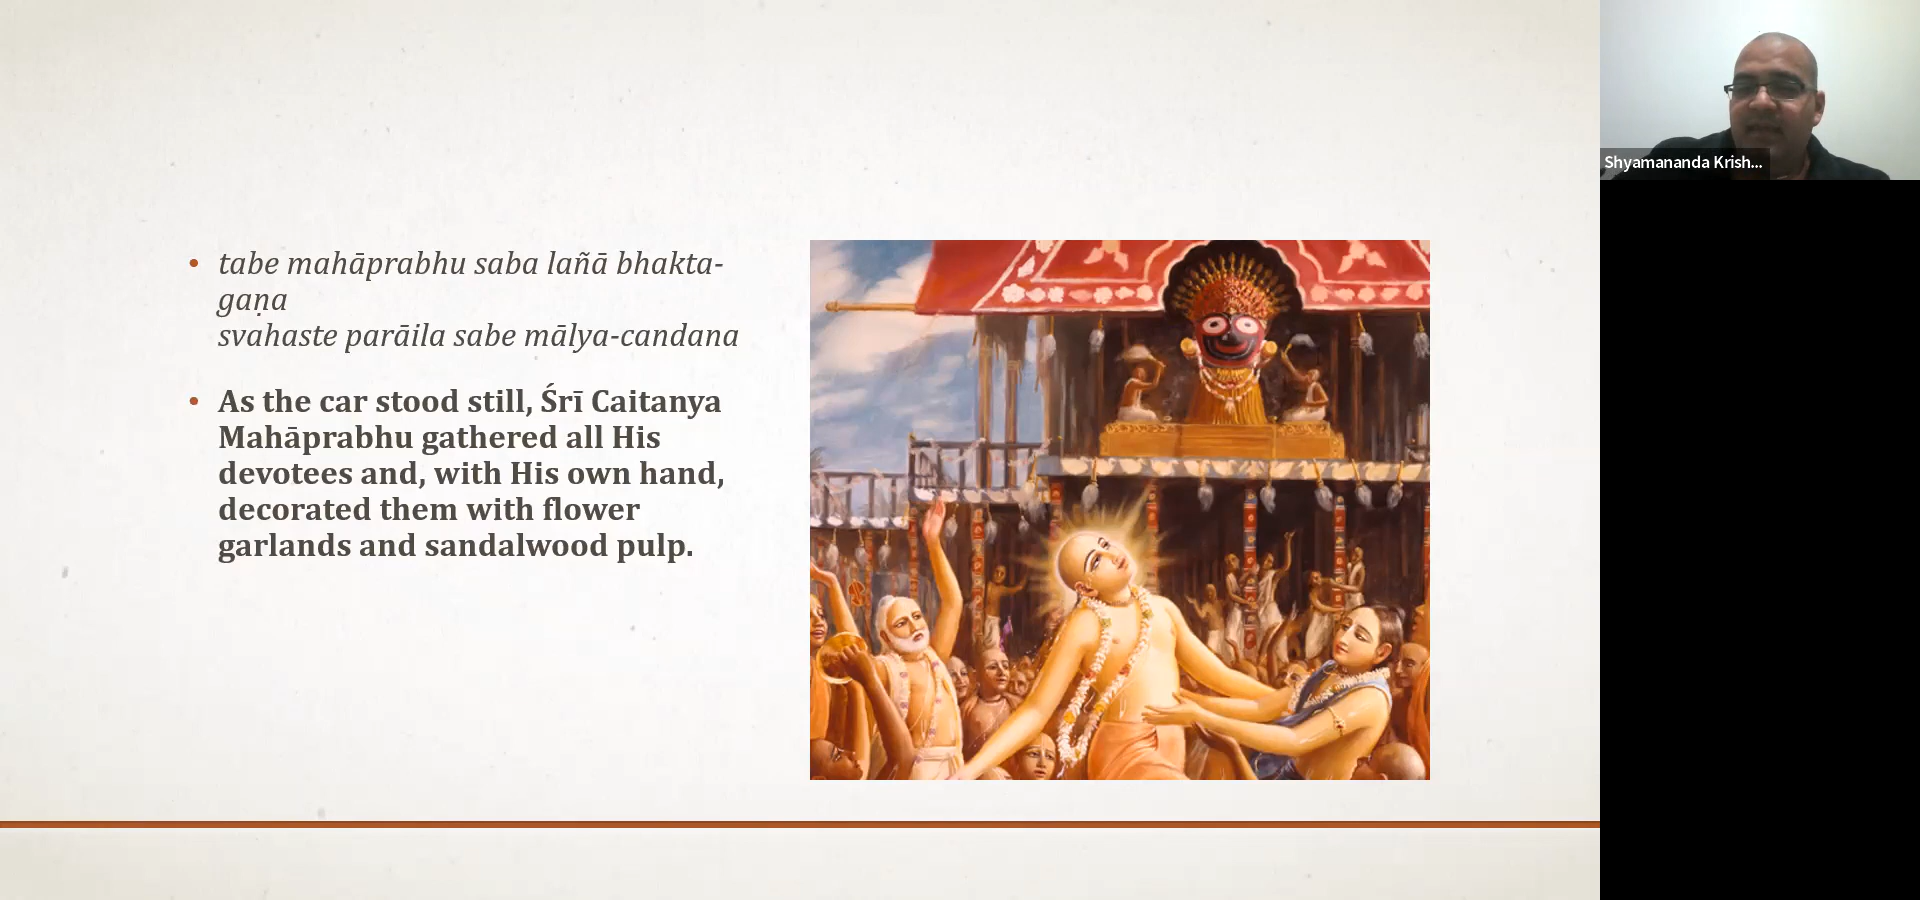 • tabe mahāprabhu saba lañā bhakta-
gaṇa
svahaste parāila sabe mālya-candana
• As the car stood still, Śrī Caitanya
Mahāprabhu gathered all His
devotees and, with His own hand,
decorated them with flower
garlands and sandalwood pulp.
Shyamananda Krish...